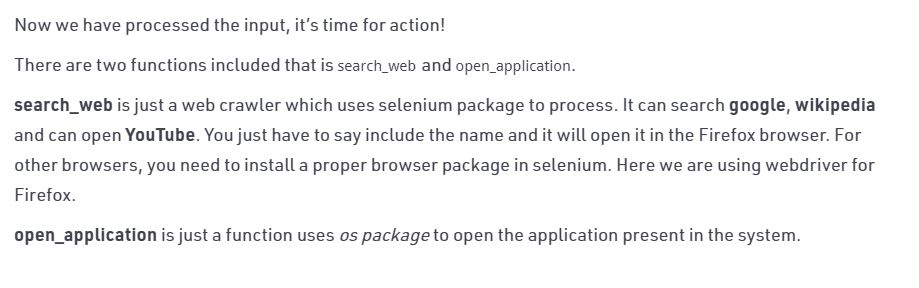 Now we have processed the input, it's time for action!
There are two functions included that is search_web and open_application.
search_web is just a web crawler which uses selenium package to process. It can search google, wikipedia
and can open YouTube. You just have to say include the name and it will open it in the Firefox browser. For
other browsers, you need to install a proper browser package in selenium. Here we are using webdriver for
Firefox.
open_application is just a function uses os package to open the application present in the system.